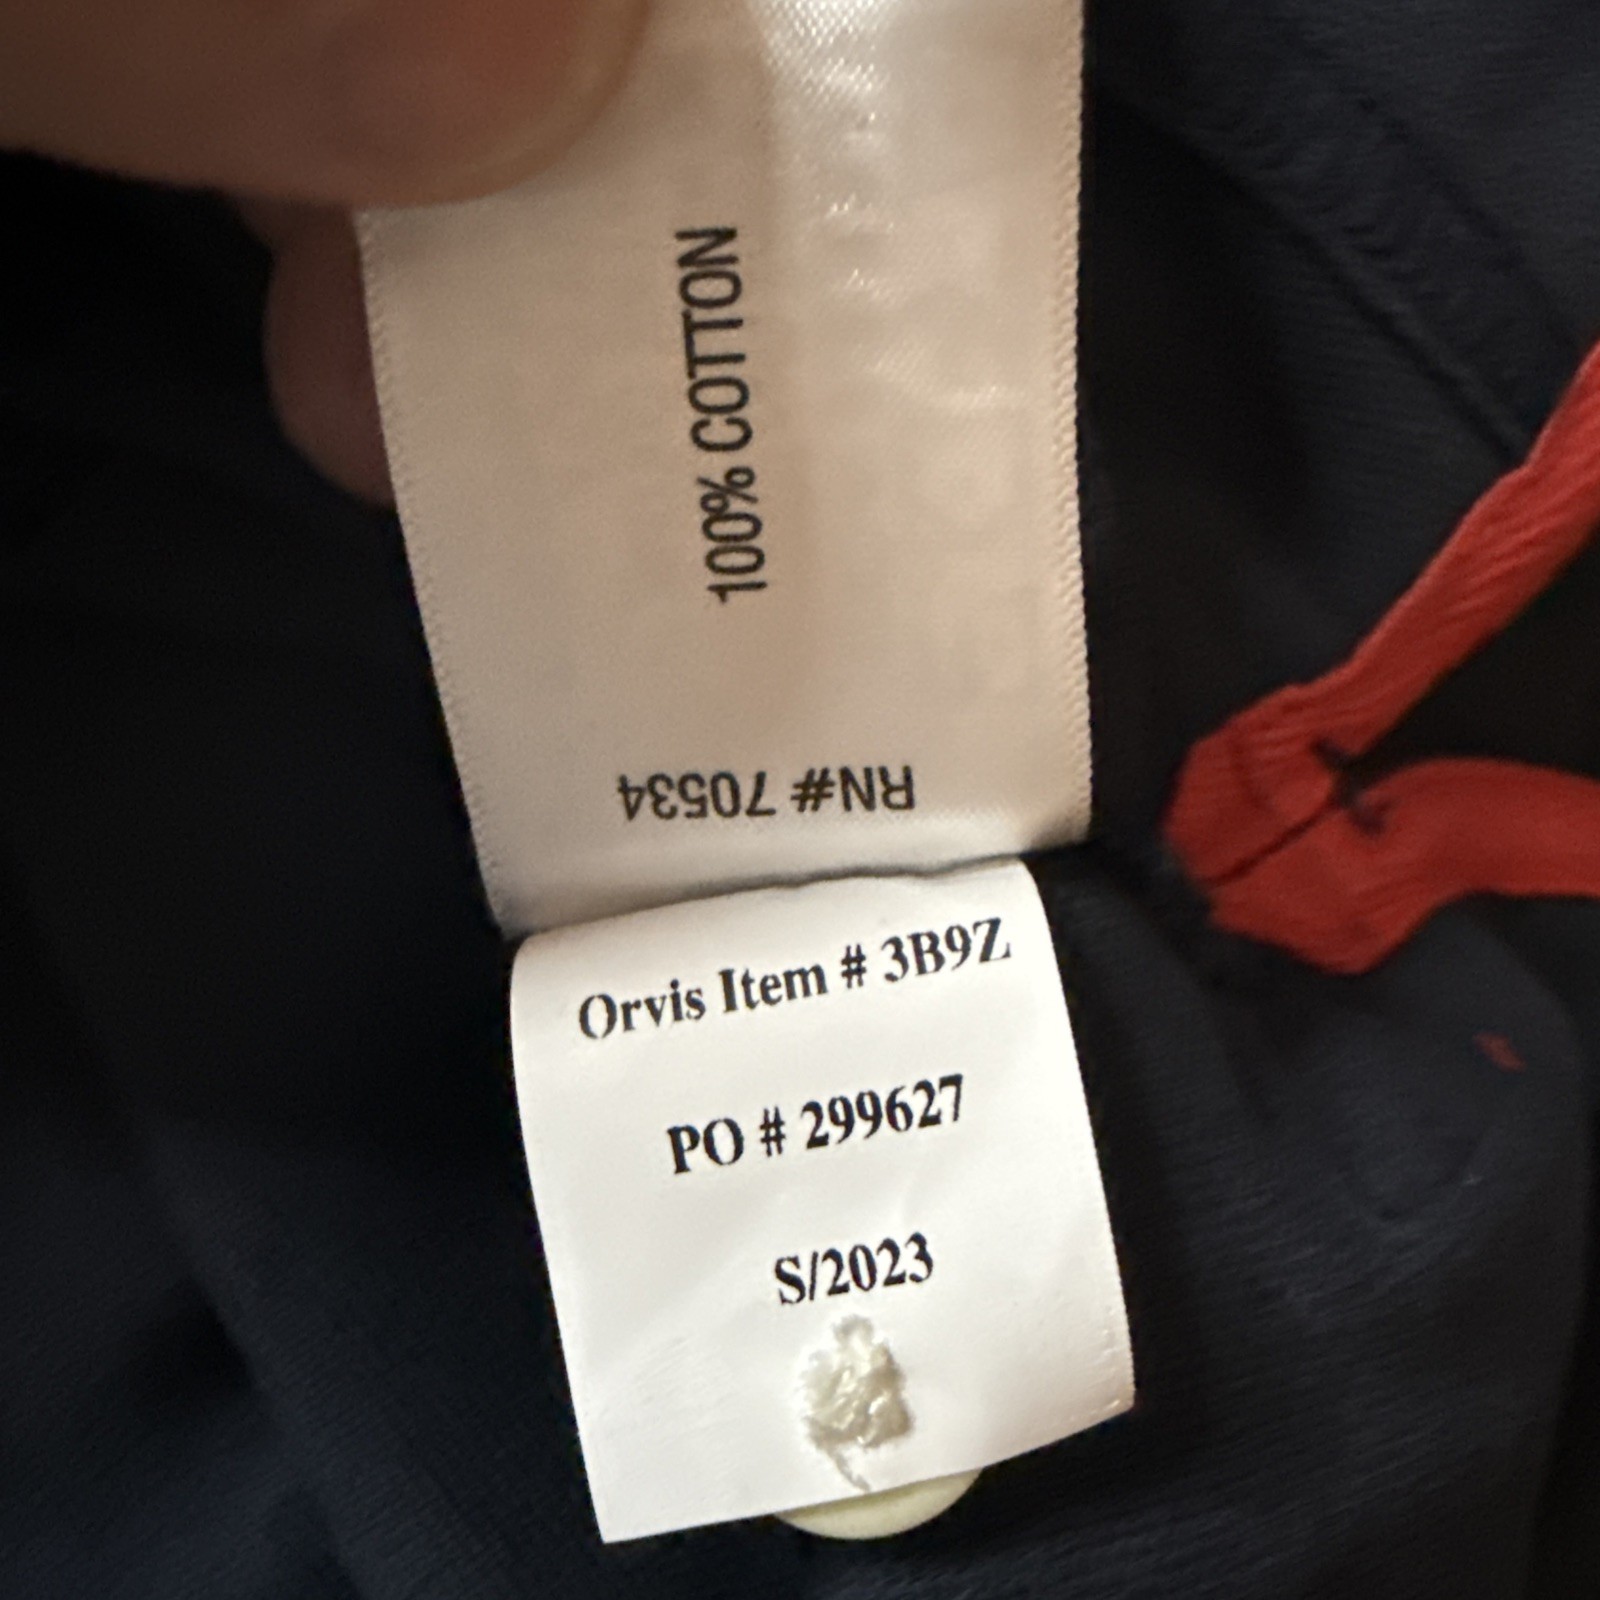 100% COTTON
RN# 70534
Orvis Item # 3B9Z
PO # 299627
S/2023